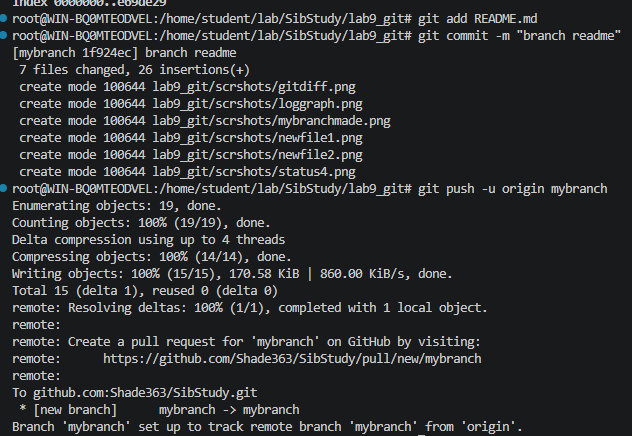 index 0000000..e69de29
root@WIN-BQ0MTEODVEL:/home/student/lab/SibStudy/lab9_git# git add README.md
root@WIN-BQ0MTEODVEL:/home/student/lab/SibStudy/lab9_git# git commit -m "branch readme"
[mybranch 1f924ec] branch readme
 7 files changed, 26 insertions(+)
 create mode 100644 lab9_git/scrshots/gitdiff.png
 create mode 100644 lab9_git/scrshots/loggraph.png
 create mode 100644 lab9_git/scrshots/mybranchmade.png
 create mode 100644 lab9_git/scrshots/newfile1.png
 create mode 100644 lab9_git/scrshots/newfile2.png
 create mode 100644 lab9_git/scrshots/status4.png
root@WIN-BQ0MTEODVEL:/home/student/lab/SibStudy/lab9_git# git push -u origin mybranch
Enumerating objects: 19, done.
Counting objects: 100% (19/19), done.
Delta compression using up to 4 threads
Compressing objects: 100% (14/14), done.
Writing objects: 100% (15/15), 170.58 KiB | 860.00 KiB/s, done.
Total 15 (delta 1), reused 0 (delta 0)
remote: Resolving deltas: 100% (1/1), completed with 1 local object.
remote:
remote: Create a pull request for 'mybranch' on GitHub by visiting:
remote:      https://github.com/Shade363/SibStudy/pull/new/mybranch
remote:
To github.com:Shade363/SibStudy.git
 * [new branch]      mybranch -> mybranch
Branch 'mybranch' set up to track remote branch 'mybranch' from 'origin'.